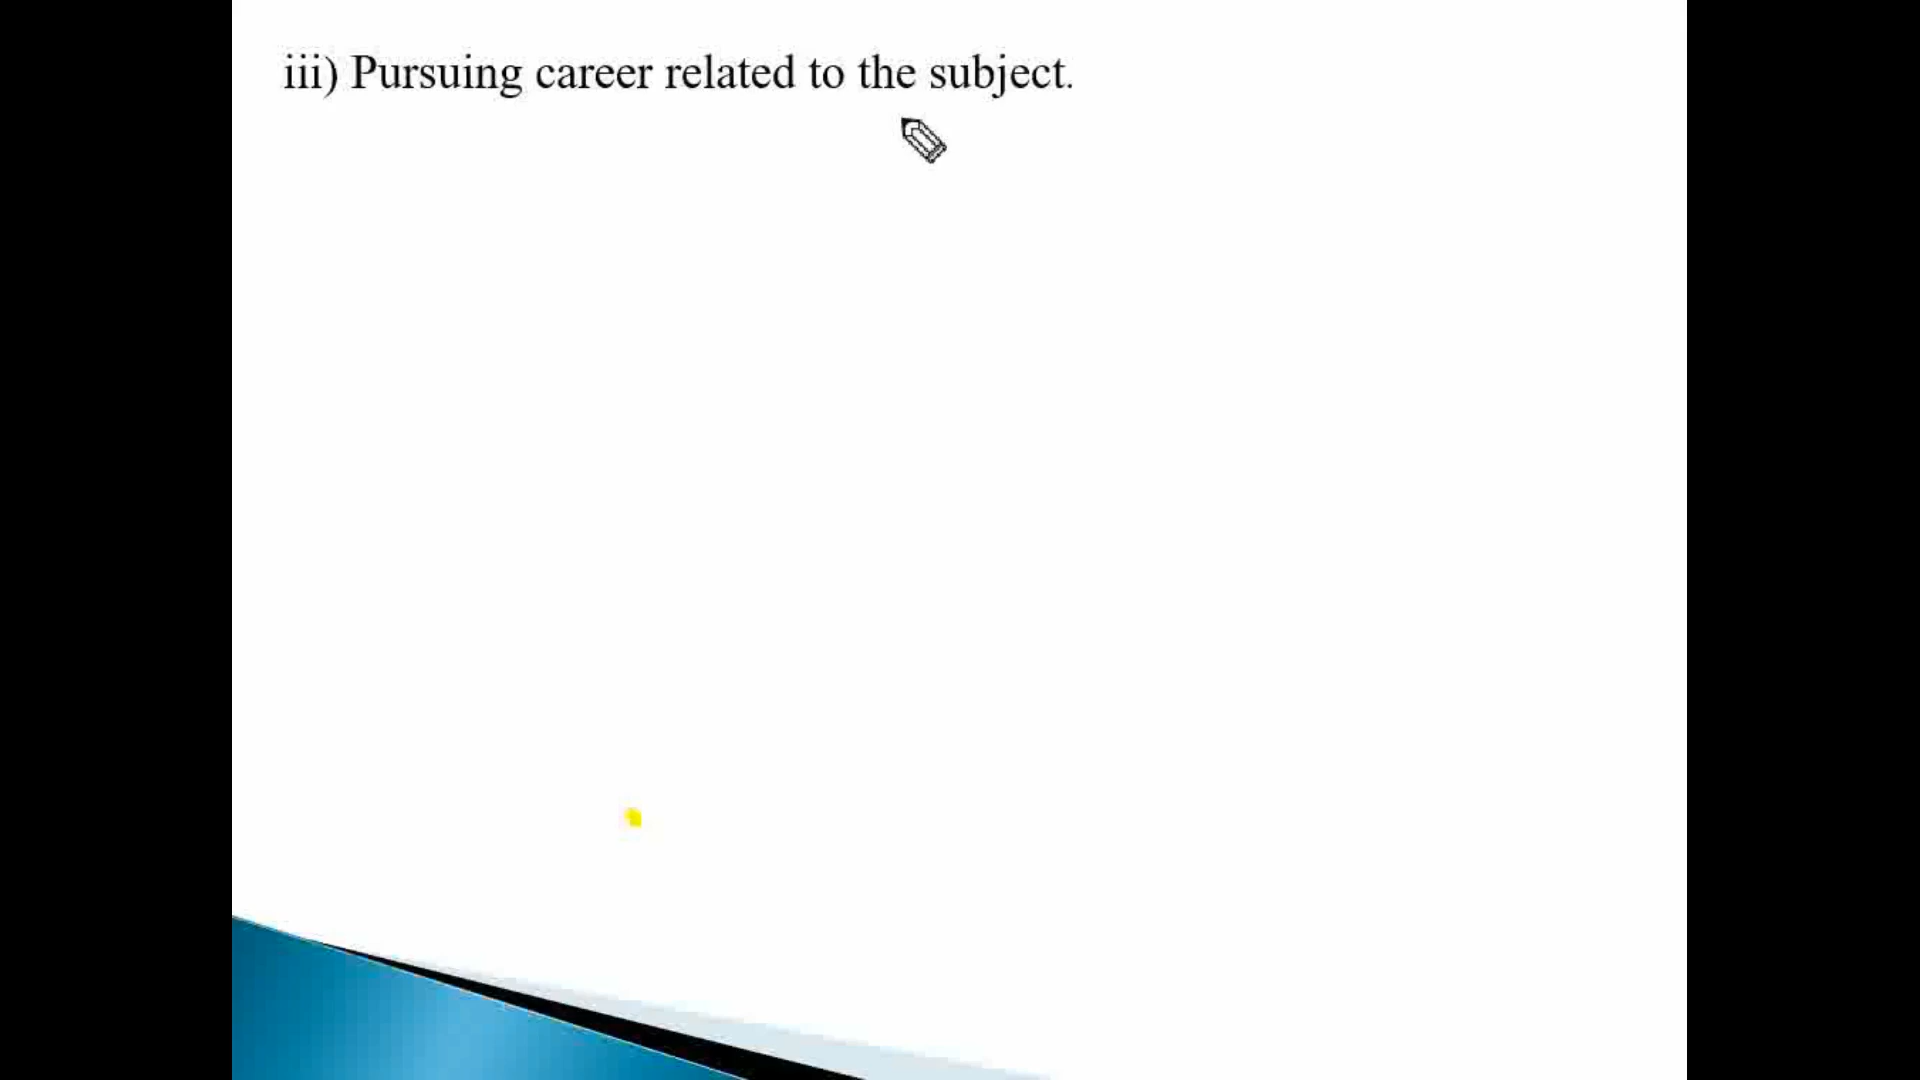 iii) Pursuing career related to the subject.